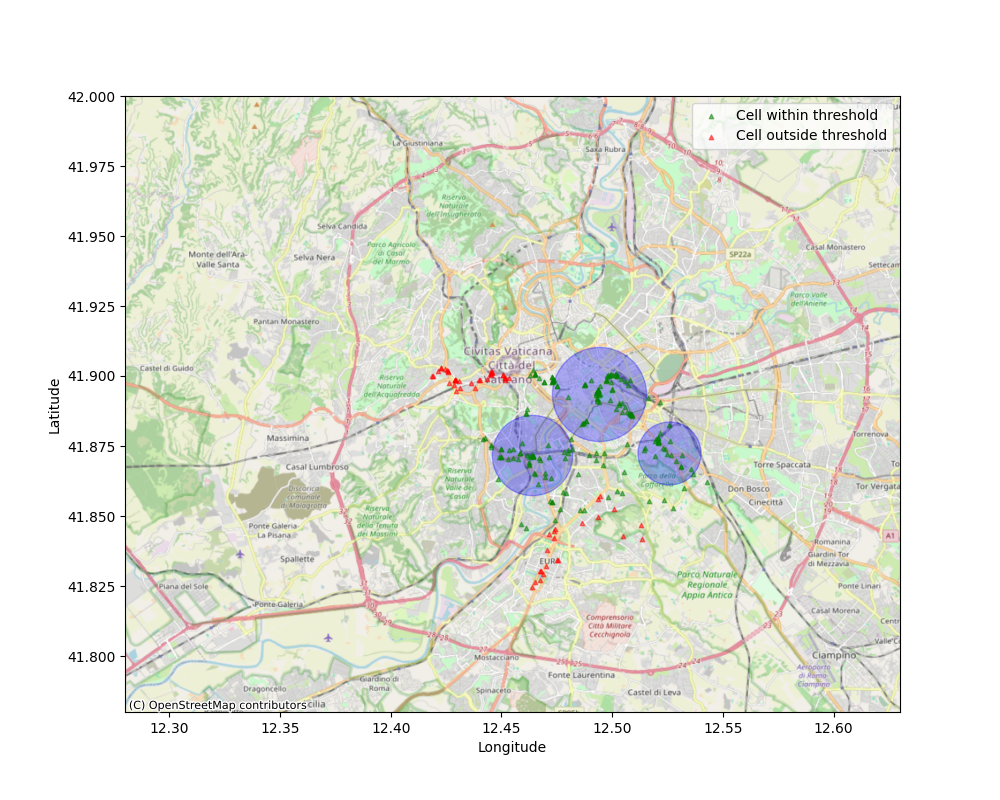 42.000
41.975
41.950
41.925
41.900
41.875
41.850
41.825
41.800
Latitude
12.30
12.35
12.40
12.45
12.50
12.55
12.60
Longitude
Cell within threshold
Cell outside threshold
La Giustiniana
Saxa Rubra
Riserva
Naturale
dell'Insugherata
Selva Candida
Parco Agricolo
di Casal
del Marmo
Monte dell'Ara-
Valle Santa
Selva Nera
SP22a
Casal Monastero
Settecam
Parco Valle
dell'Aniene
Pantan Monastero
Civitas Vaticana
Città del
Vaticano
Castel di Guido
Riserva
Naturale
dell'Acquafredda
Massimina
Casal Lumbroso
Discarica
comunale
di Malagrotta
Riserva
Naturale
di Valle dei
Casali
Torrenova
Torre Spaccata
Parco della
Caffarella
Don Bosco
Cinecittà
Tor Vergata
Riserva
Naturale
della Tenuta
dei Massimi
Ponte Galeria-
La Pisana
Spallette
A1
Romanina
Giardini Tor
di Mezzavia
EUR
Piana del Sole
Ponte Galeria
Parco Naturale
Regionale
Appia Antica
Ponte Linari
Comprensorio
Città Militare
Cecchignola
Casal Morena
Mostacciano
Fonte Laurentina
Ciampino
Aeroporto
di Roma-
Ciampino
Giardino di
Roma
Dragoncello
Spinaceto
Castel di Leva
(C) OpenStreetMap contributors